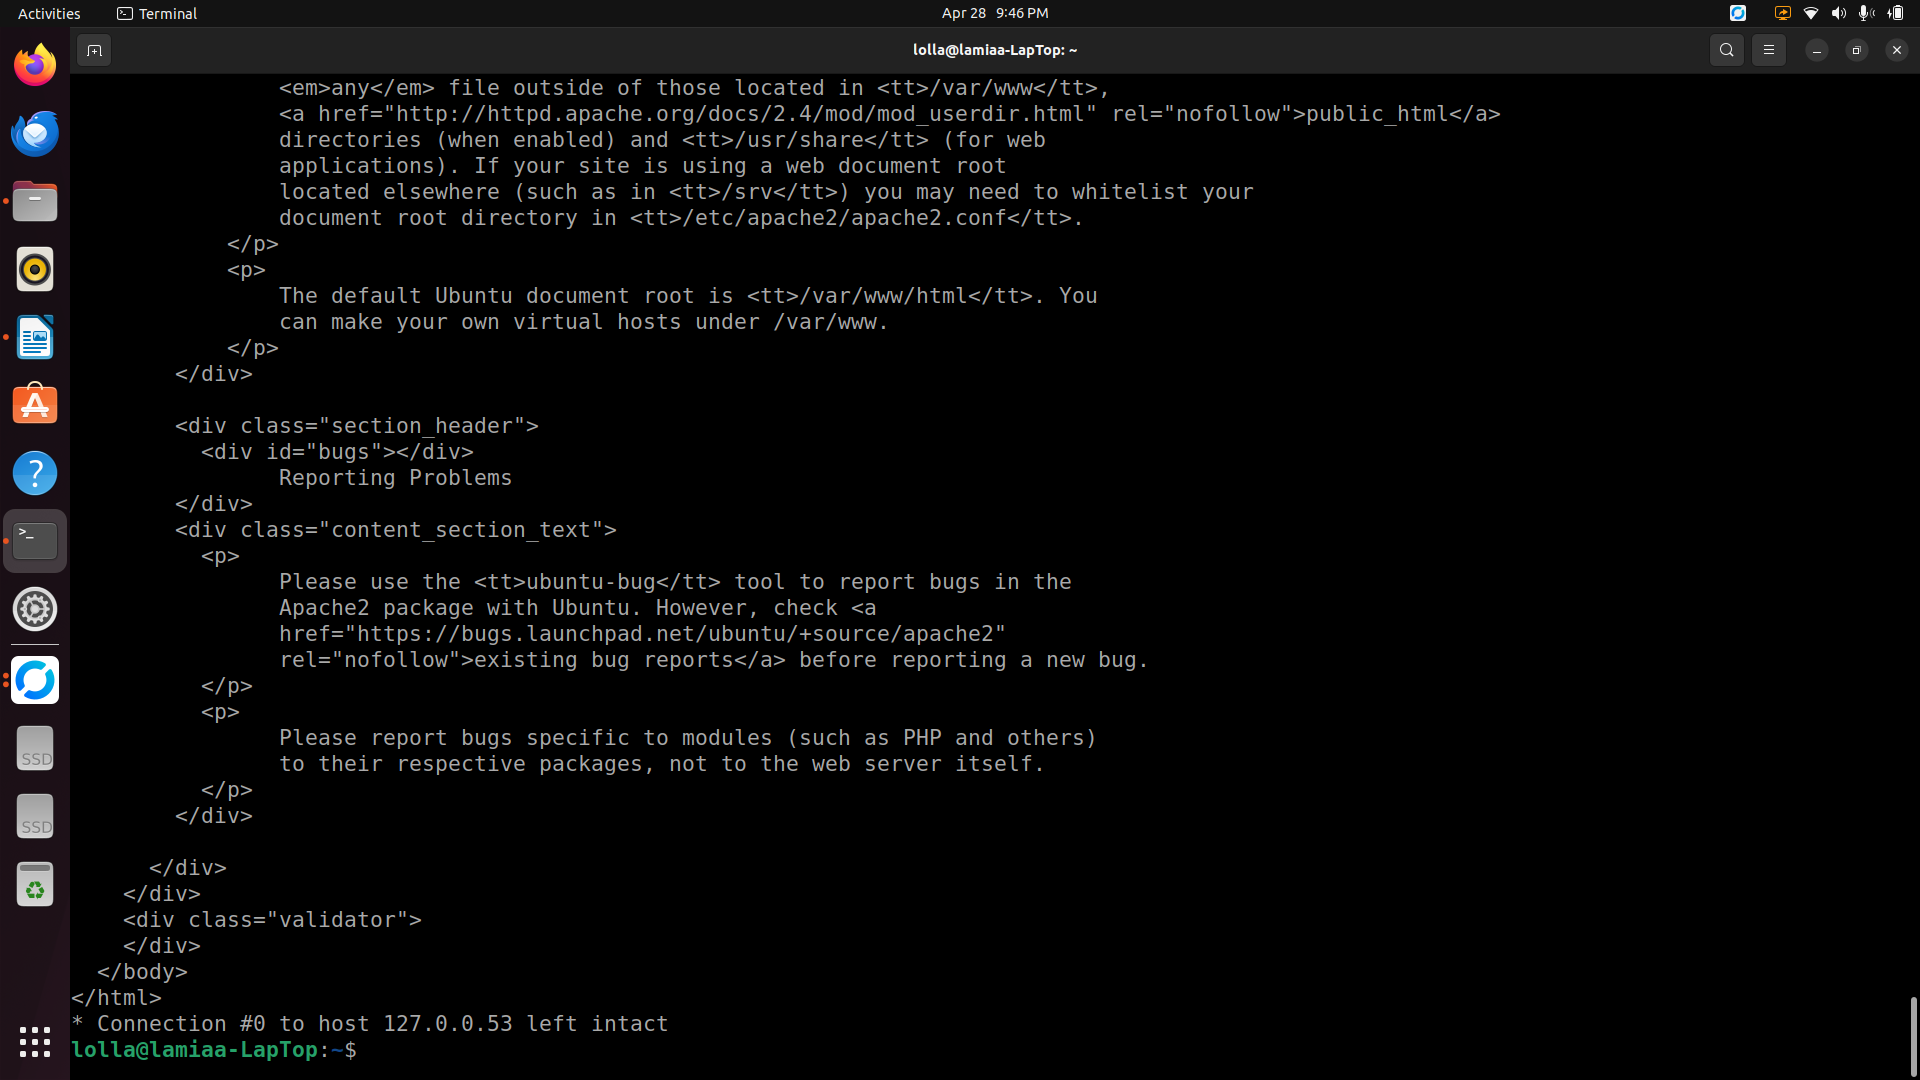 Activities
Terminal
Apr 28 9:46 PM
lolla@lamiaa-LapTop: ~
<em>any</em> file outside of those located in <tt>/var/www</tt>,
<a href="http://httpd.apache.org/docs/2.4/mod/mod_userdir.html" rel="nofollow">public_html</a>
directories (when enabled) and <tt>/usr/share</tt> (for web
applications). If your site is using a web document root
located elsewhere (such as in <tt>/srv</tt>) you may need to whitelist your
document root directory in <tt>/etc/apache2/apache2.conf</tt>.
</p>
<p>
The default Ubuntu document root is <tt>/var/www/html</tt>. You
can make your own virtual hosts under /var/www.
</p>
</div>
<div class="section_header">
<div id="bugs"></div>
Reporting Problems
</div>
<div class="content_section_text">
<p>
Please use the <tt>ubuntu-bug</tt> tool to report bugs in the
Apache2 package with Ubuntu. However, check <a
href="https://bugs.launchpad.net/ubuntu/+source/apache2"
rel="nofollow">existing bug reports</a> before reporting a new bug.
</p>
<p>
Please report bugs specific to modules (such as PHP and others)
to their respective packages, not to the web server itself.
</p>
</div>
</div>
</div>
<div class="validator">
</div>
</body>
</html>
* Connection #0 to host 127.0.0.53 left intact
lolla@lamiaa-LapTop:~$
SSD
SSD